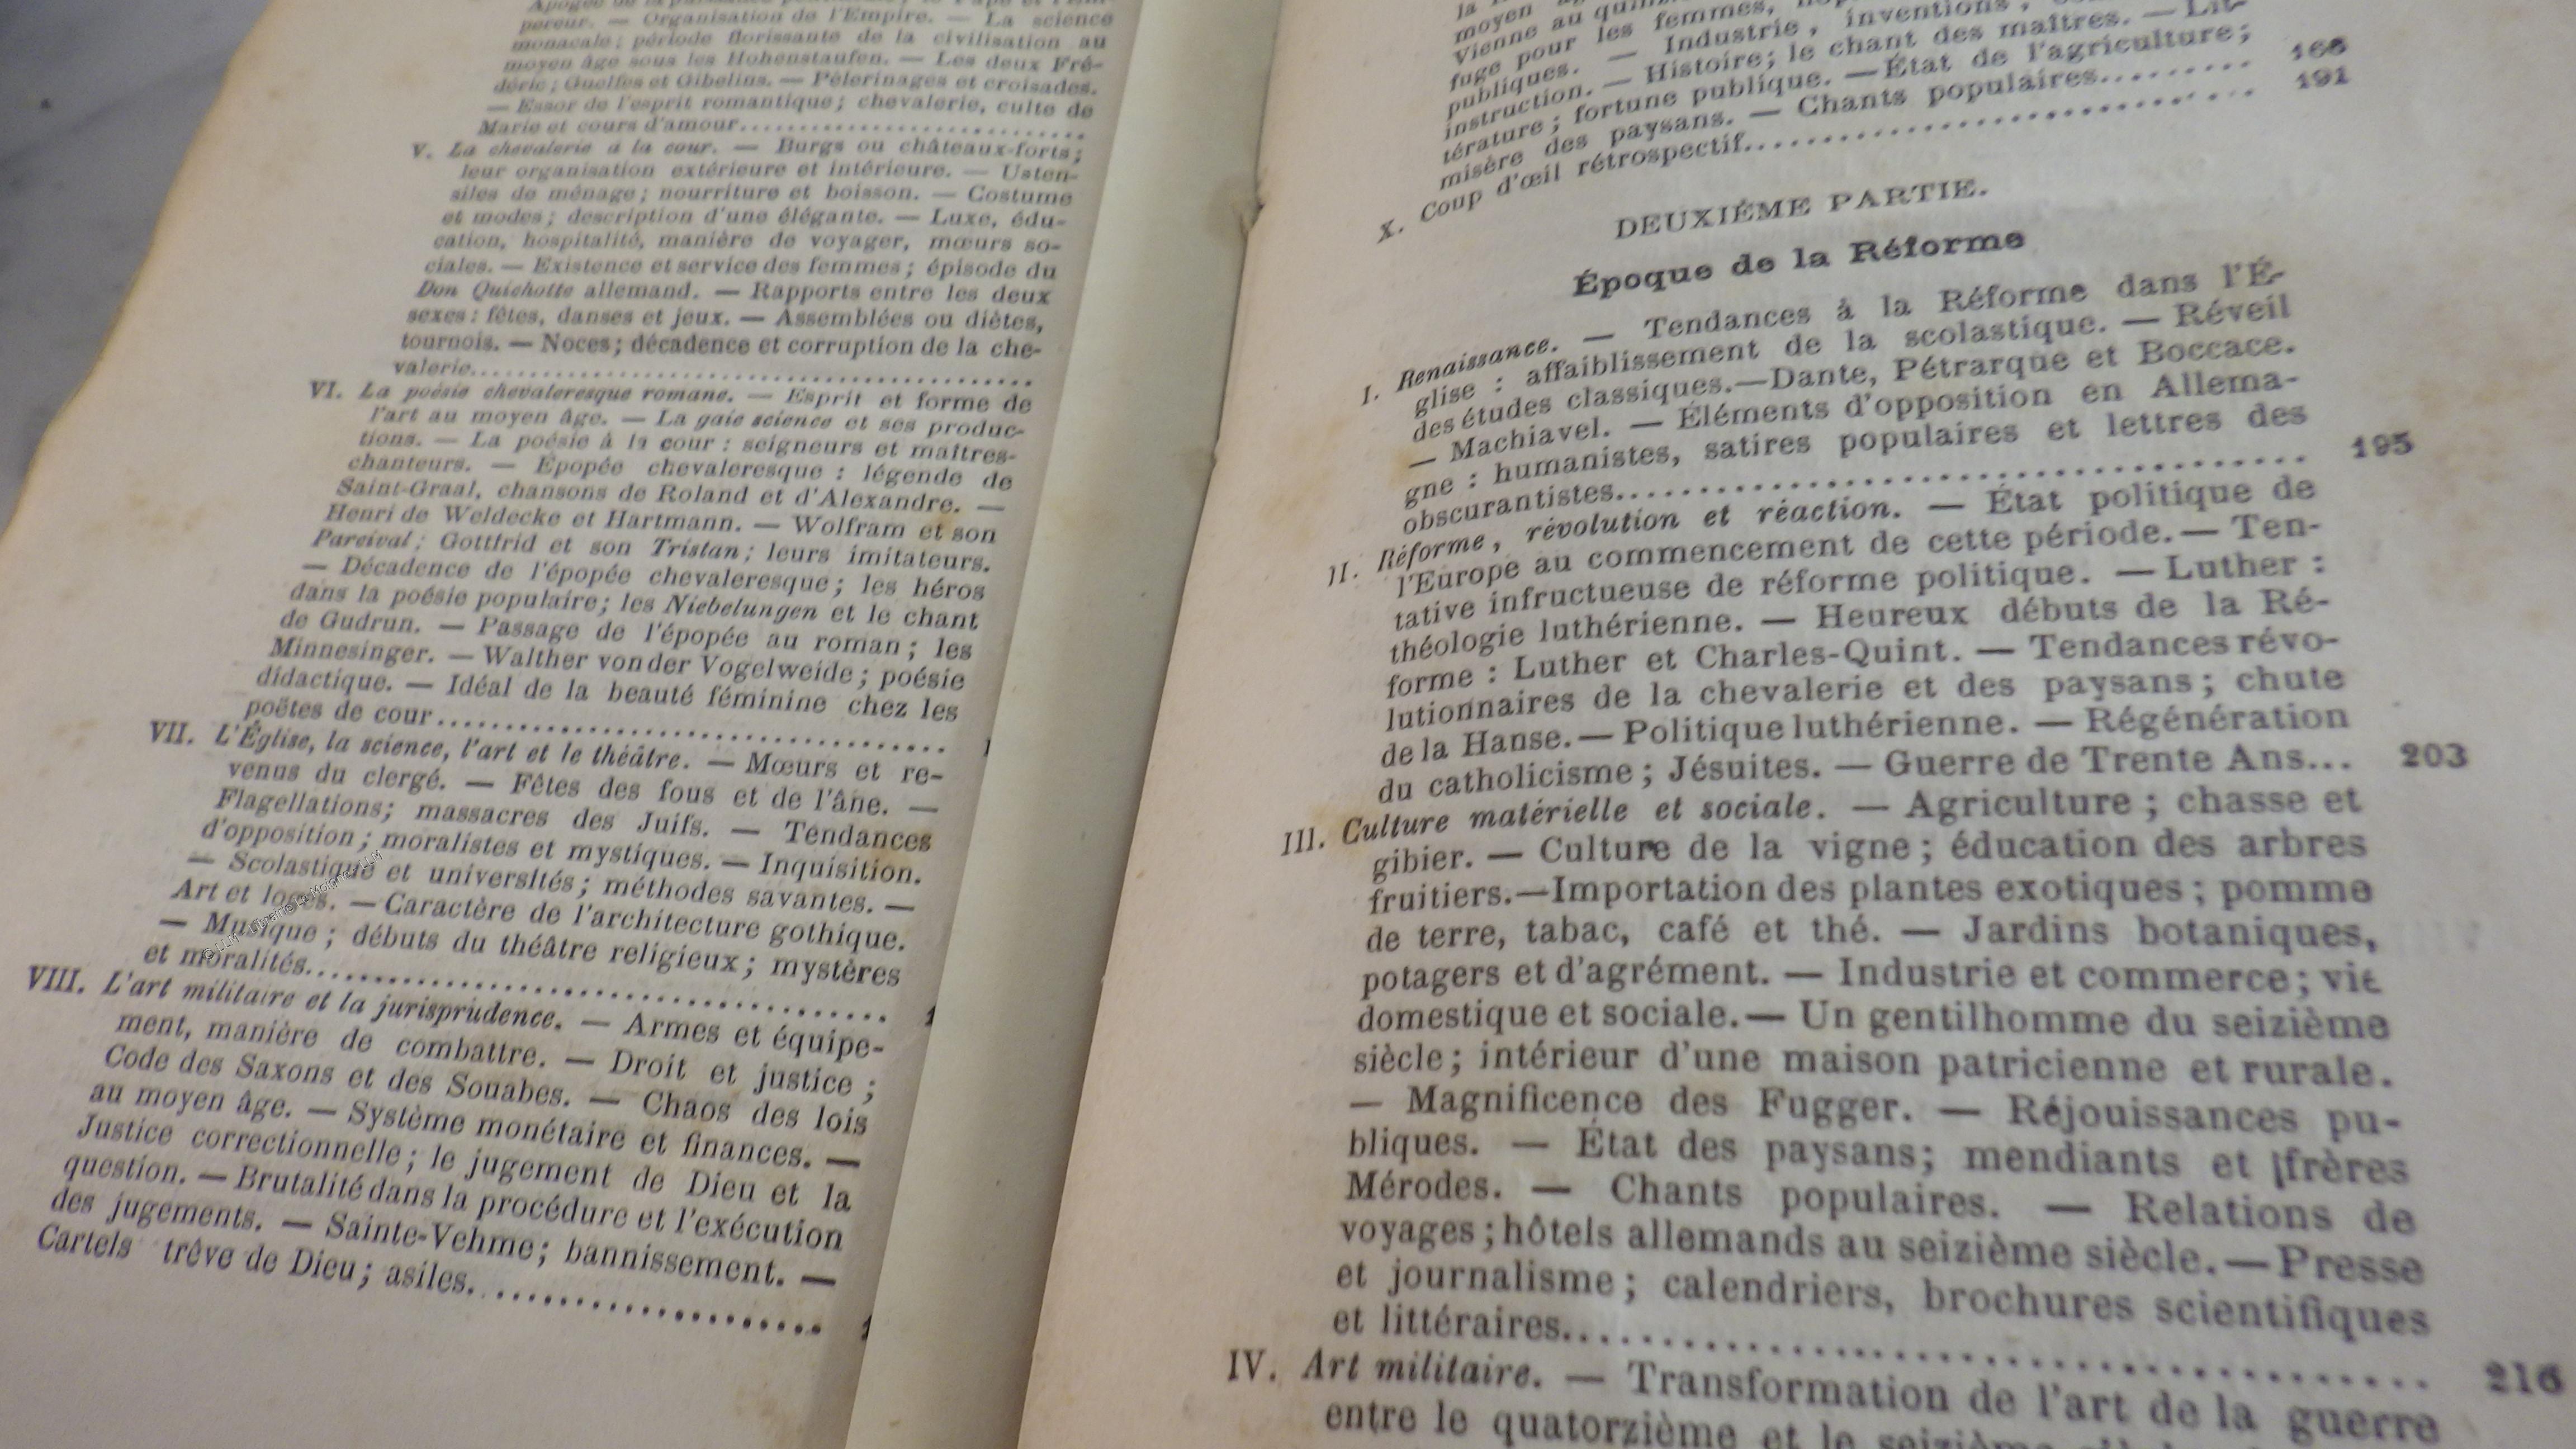 pereur. — Organisation de l'Empire. — La science
monacale; période florissante de la civilisation au
moyen âge sous les Hohenstaufen. — Les deux Fré-
déric; Guelfes et Gibelins. — Pèlerinages et croisades.
— Essor de l'esprit romantique; chevalerie, culte de
Marie et cours d'amour..............................
V. La chevalerie à la cour. — Burgs ou châteaux-forts;
leur organisation extérieure et intérieure. — Usten-
siles de ménage; nourriture et boisson. — Costume
et modes; description d'une élégante. — Luxe, édu-
cation, hospitalité, manière de voyager, mœurs so-
ciales. — Existence et service des femmes; épisode du
Don Quichotte allemand. — Rapports entre les deux
sexes: fêtes, danses et jeux. — Assemblées ou diètes,
tournois. — Noces; décadence et corruption de la che-
valerie..............................
VI. La poésie chevaleresque romane. — Esprit et forme de
l'art au moyen âge. — La gaie science et ses produc-
tions. — La poésie à la cour : seigneurs et maîtres-
chanteurs. — Épopée chevaleresque : légende de
Saint-Graal, chansons de Roland et d'Alexandre. —
Henri de Weldecke et Hartmann. — Wolfram et son
Parcival; Gottfrid et son Tristan; leurs imitateurs.
— Décadence de l'épopée chevaleresque; les héros
dans la poésie populaire; les Niebelungen et le chant
de Gudrun. — Passage de l'épopée au roman; les
Minnesinger. — Walther von der Vogelweide; poésie
didactique. — Idéal de la beauté féminine chez les
poëtes de cour..............................
VII. L'Église, la science, l'art et le théâtre. — Mœurs et re-
venus du clergé. — Fêtes des fous et de l'âne. —
Flagellations; massacres des Juifs. — Tendances
d'opposition; moralistes et mystiques. — Inquisition.
— Scolastique et universités; méthodes savantes. —
Art et loges. — Caractère de l'architecture gothique.
— Musique; débuts du théâtre religieux; mystères
et moralités..............................
VIII. L'art militaire et la jurisprudence. — Armes et équipe-
ment, manière de combattre. — Droit et justice;
Code des Saxons et des Souabes. — Chaos des lois
au moyen âge. — Système monétaire et finances. —
Justice correctionnelle; le jugement de Dieu et la
question. — Brutalité dans la procédure et l'exécution
des jugements. — Sainte-Vehme; bannissement. —
Cartels trêve de Dieu; asiles..............................
© LLM - Librairie Le Moigne - LLM
moyen
Vienne au
fuge pour les femmes,
publiques. — Industrie, inventions,
instruction. — Histoire; le chant des maîtres. — Lit-
térature; fortune publique. — État de l'agriculture;
misère des paysans. — Chants populaires......... 166
X. Coup d'œil rétrospectif.............................. 191
DEUXIÈME PARTIE.
Époque de la Réforme
I. Renaissance. — Tendances à la Réforme dans l'É-
glise : affaiblissement de la scolastique. — Réveil
des études classiques.—Dante, Pétrarque et Boccace.
— Machiavel. — Éléments d'opposition en Allema-
gne : humanistes, satires populaires et lettres des
obscurantistes.............................. 195
II. Réforme, révolution et réaction. — État politique de
l'Europe au commencement de cette période. — Ten-
tative infructueuse de réforme politique. — Luther :
théologie luthérienne. — Heureux débuts de la Ré-
forme : Luther et Charles-Quint. — Tendances révo-
lutionnaires de la chevalerie et des paysans; chute
de la Hanse. — Politique luthérienne. — Régénération
du catholicisme; Jésuites. — Guerre de Trente Ans... 203
III. Culture matérielle et sociale. — Agriculture; chasse et
gibier. — Culture de la vigne; éducation des arbres
fruitiers.—Importation des plantes exotiques; pomme
de terre, tabac, café et thé. — Jardins botaniques,
potagers et d'agrément. — Industrie et commerce; vie
domestique et sociale. — Un gentilhomme du seizième
siècle; intérieur d'une maison patricienne et rurale.
— Magnificence des Fugger. — Réjouissances pu-
bliques. — État des paysans; mendiants et frères
Mérodes. — Chants populaires. — Relations de
voyages; hôtels allemands au seizième siècle. — Presse
et journalisme; calendriers, brochures scientifiques
et littéraires.............................. 216
IV. Art militaire. — Transformation de l'art de la guerre
entre le quatorzième et le seizième